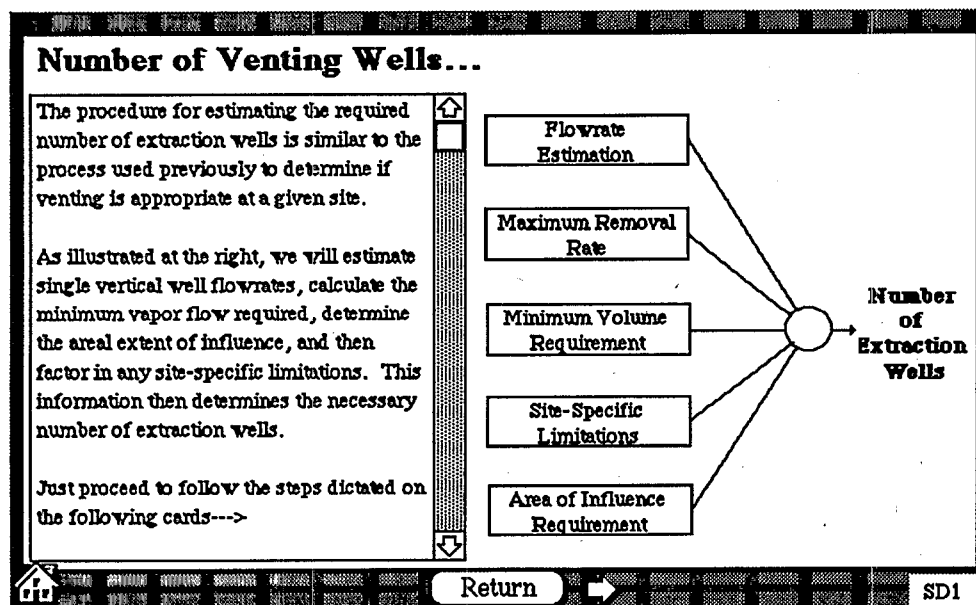 Number of Venting Wells...
The procedure for estimating the required
number of extraction wells is similar to the
process used previously to determine if
venting is appropriate at a given site.
As illustrated at the right, we will estimate
single vertical well flowrates, calculate the
minimum vapor flow required, determine
the areal extent of influence, and then
factor in any site-specific limitations. This
information then determines the necessary
number of extraction wells.
Just proceed to follow the steps dictated on
the following cards--->
Flowrate
Estimation
Maximum Removal
Rate
Minimum Volume
Requirement
Site-Specific
Limitations
Area of Influence
Requirement
Number
of
Extraction
Wells
Return
SD1